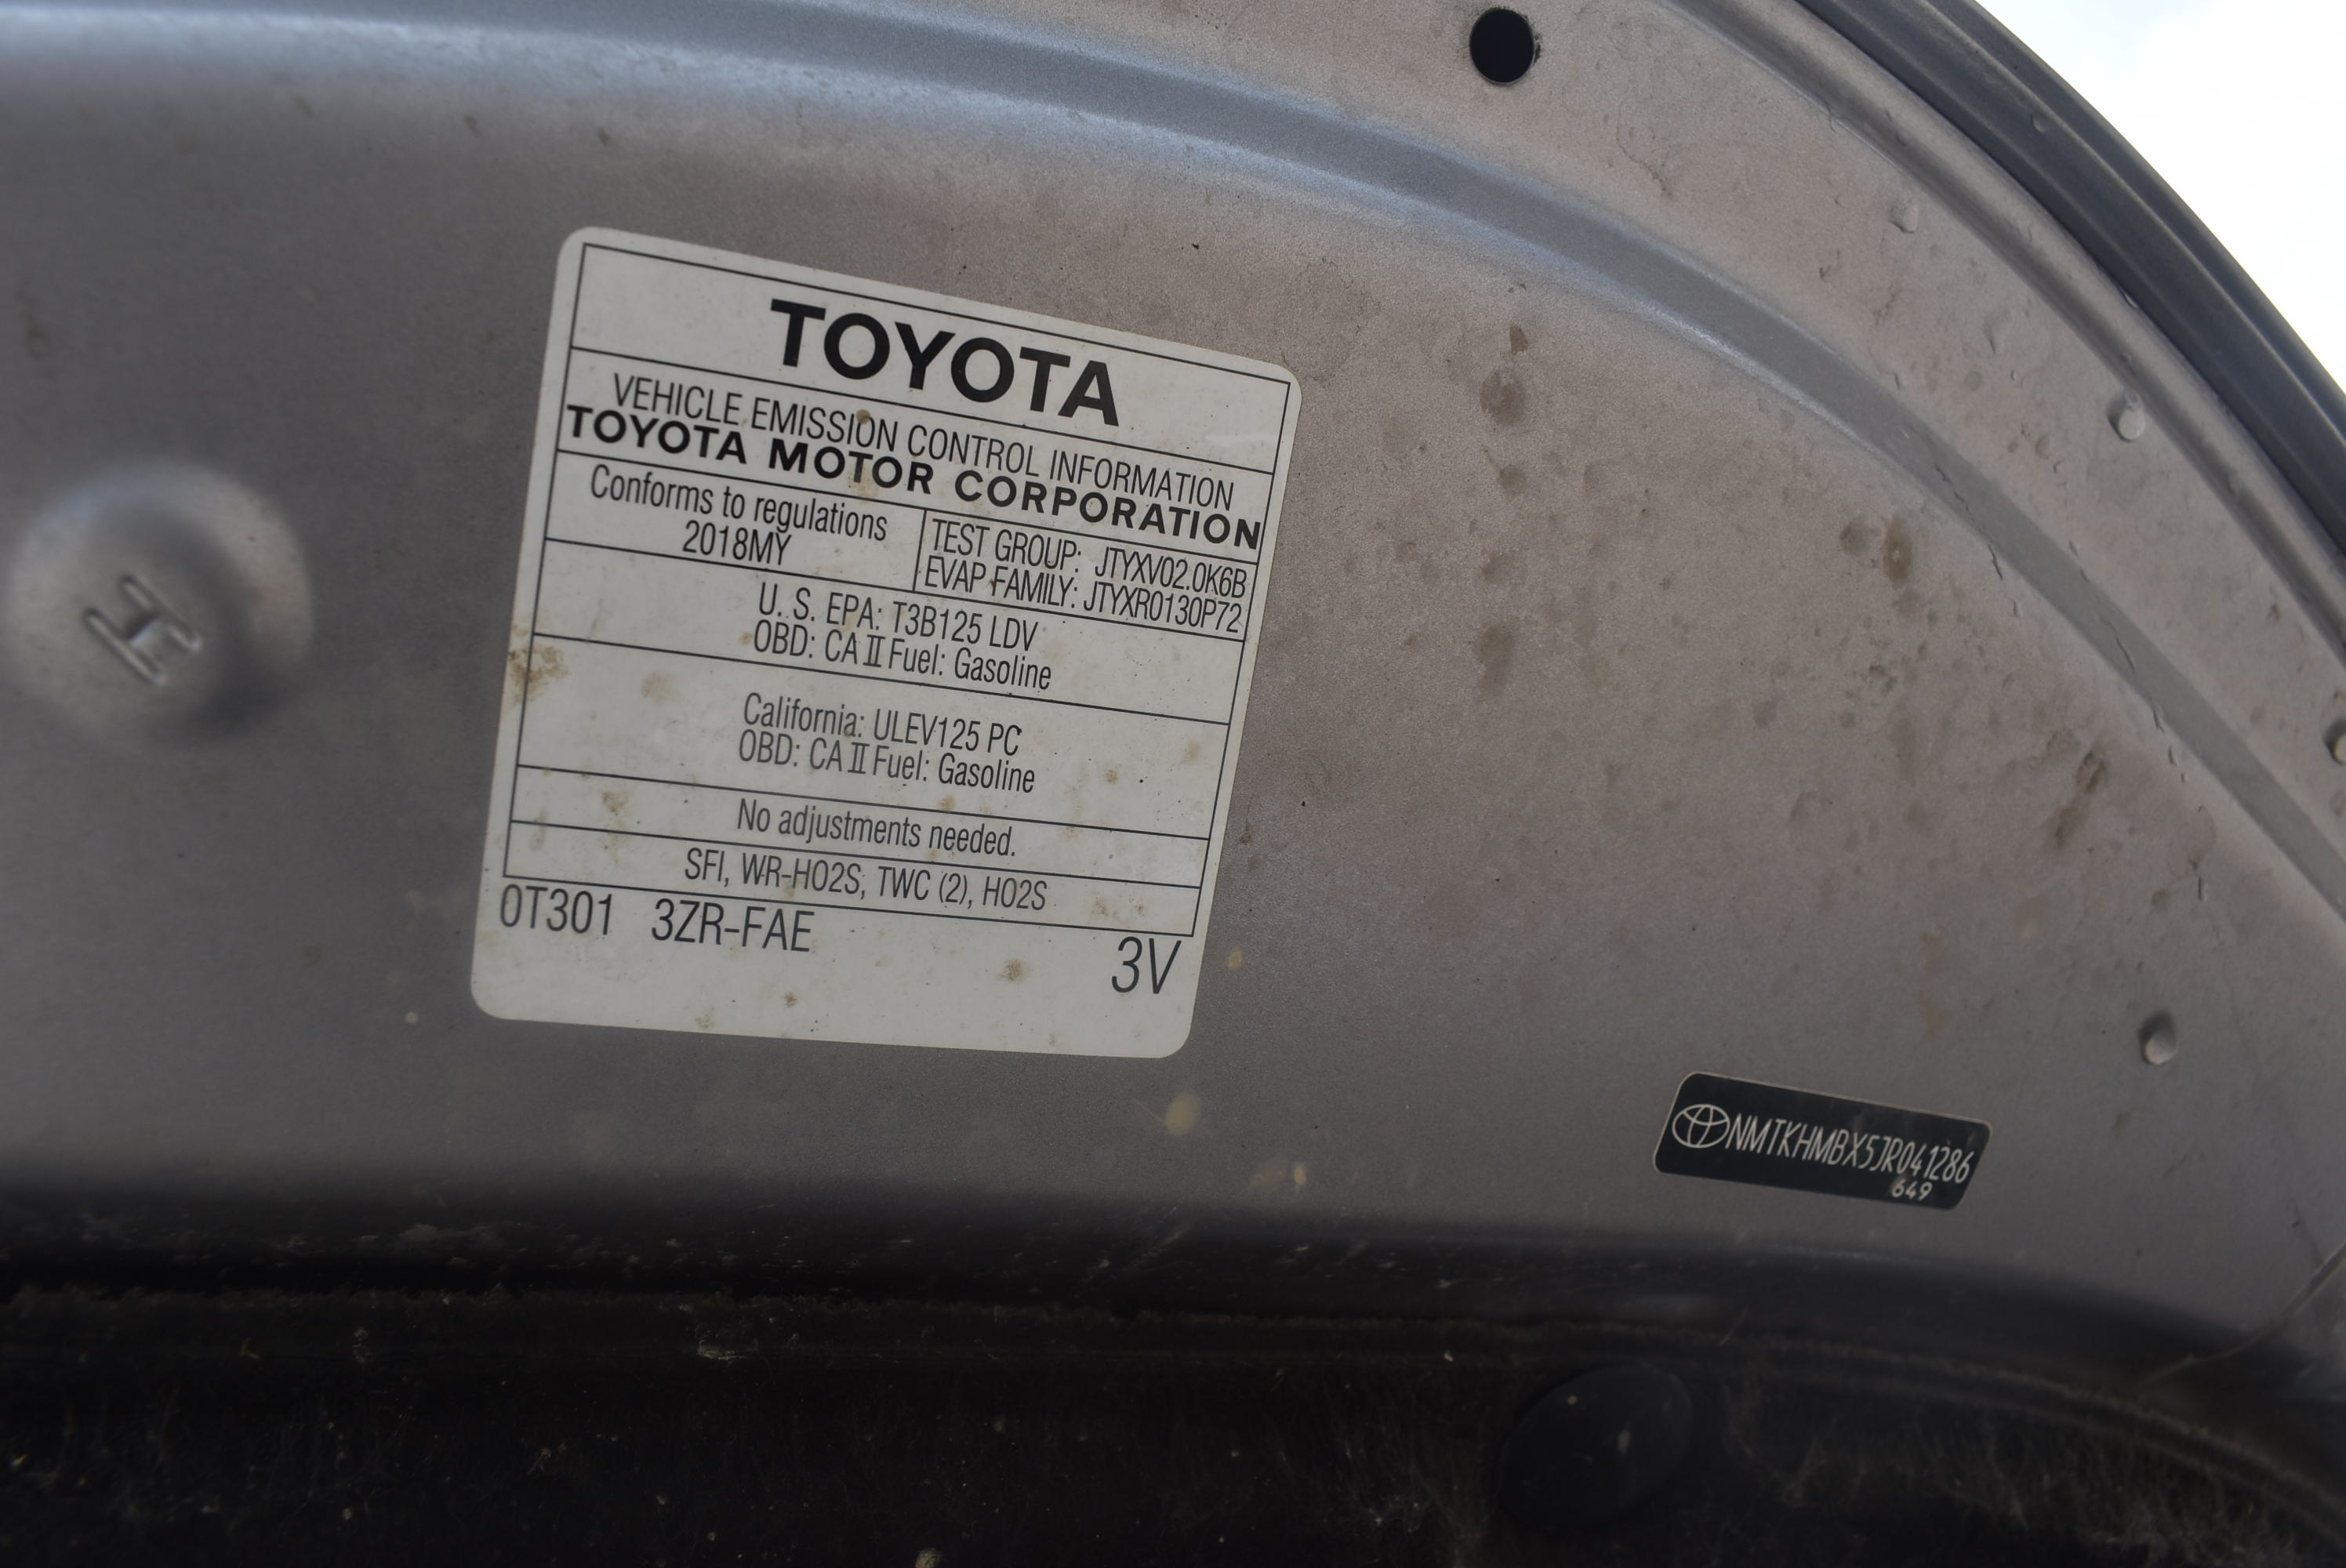 TOYOTA
VEHICLE EMISSION CONTROL INFORMATION
TOYOTA MOTOR CORPORATION
Conforms to regulations
2018MY
TEST GROUP: JTYXV02.0K6B
EVAP FAMILY: JTYXR0130P72
U. S. EPA: T3B125 LDV
OBD: CA II Fuel: Gasoline
California: ULEV125 PC
OBD: CA II Fuel: Gasoline
No adjustments needed.
SFI, WR-HO2S, TWC (2), HO2S
0T301 3ZR-FAE
3V
H
NMTKHMBX5JR041286
649